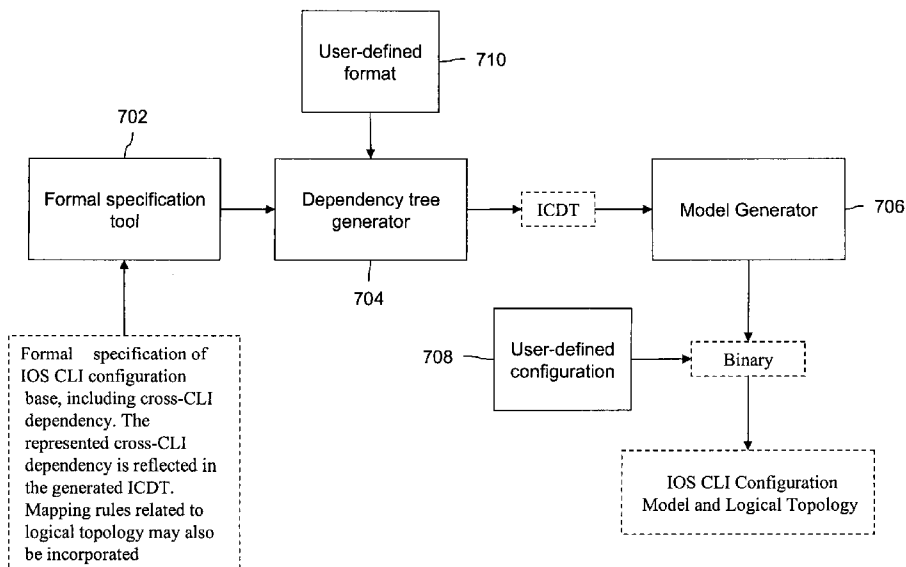 User-defined
format
710
702
Formal specification
tool
Dependency tree
generator
704
ICDT
Model Generator
706
Formal specification of
IOS CLI configuration
base, including cross-CLI
dependency. The
represented cross-CLI
dependency is reflected in
the generated ICDT.
Mapping rules related to
logical topology may also
be incorporated
708
User-defined
configuration
Binary
IOS CLI Configuration
Model and Logical Topology